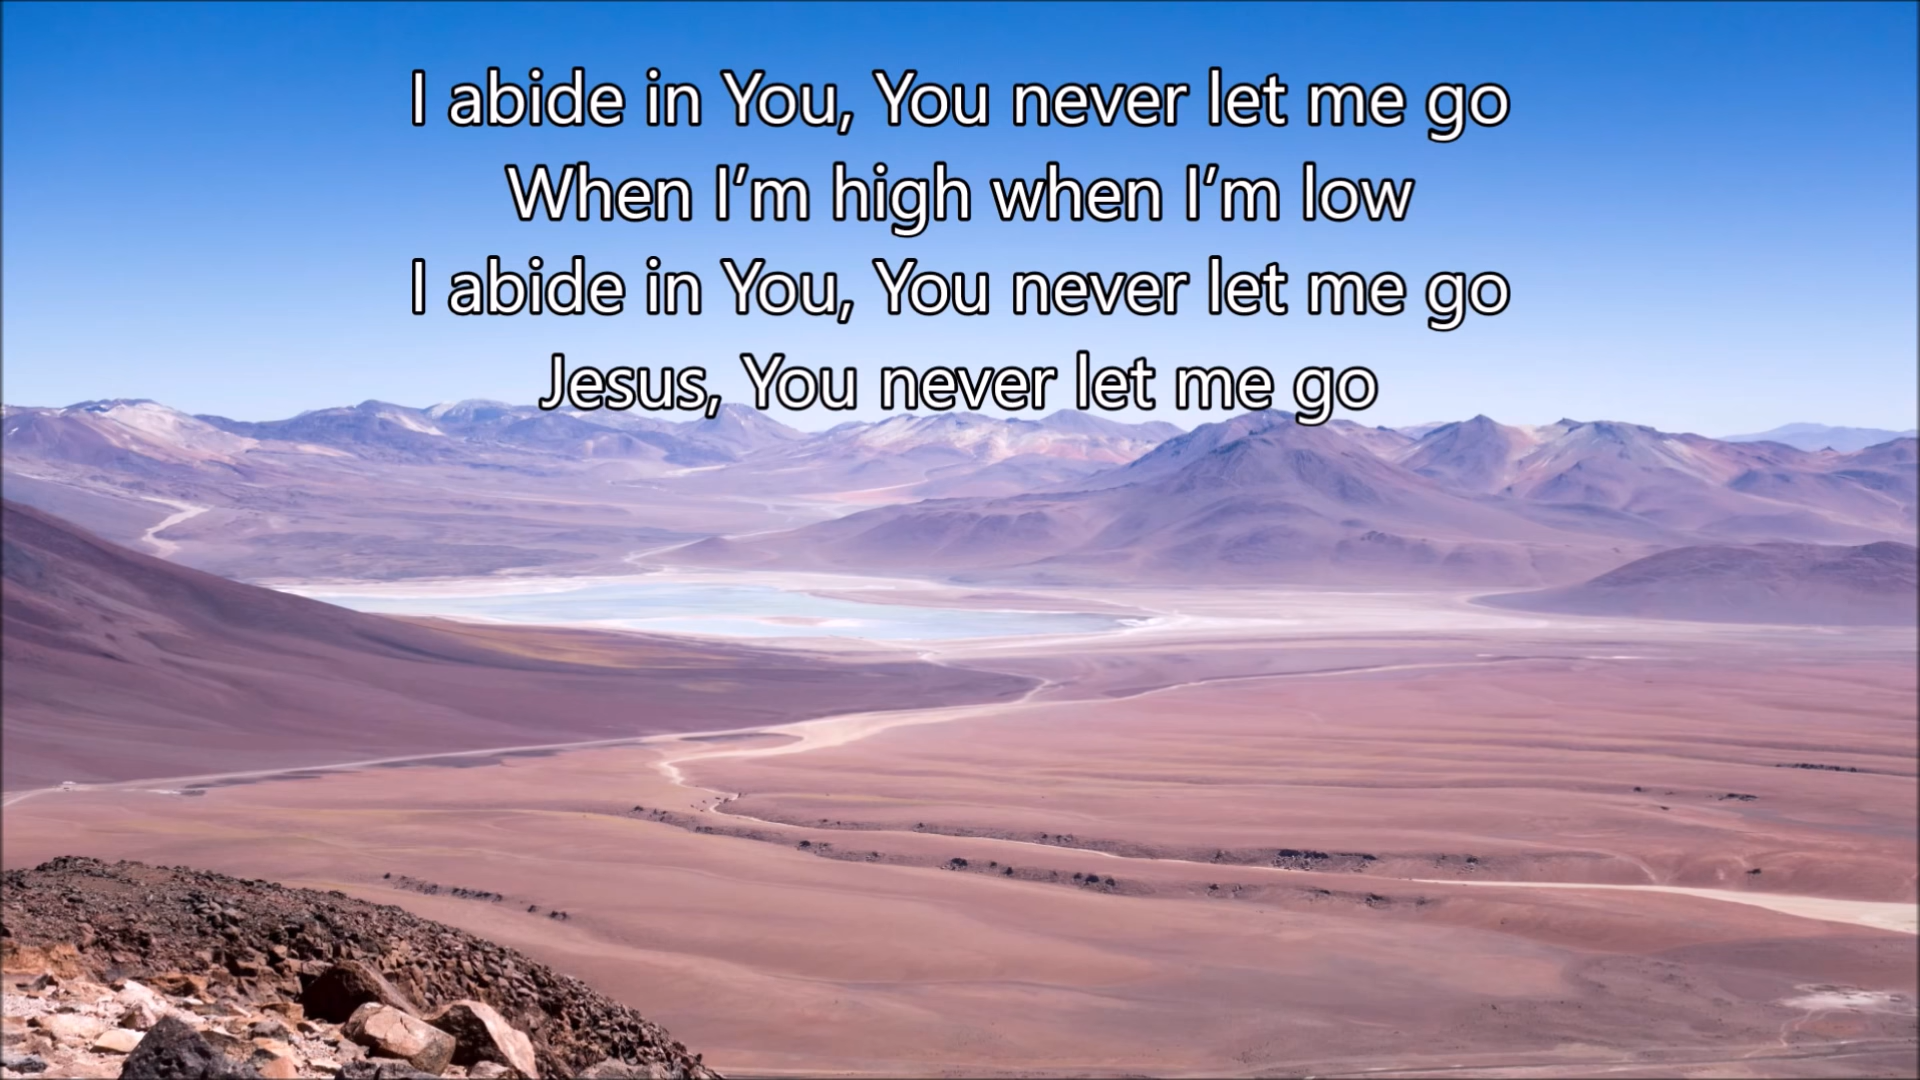 I abide in You, You never let me go
When I’m high when I’m low
I abide in You, You never let me go
Jesus, You never let me go